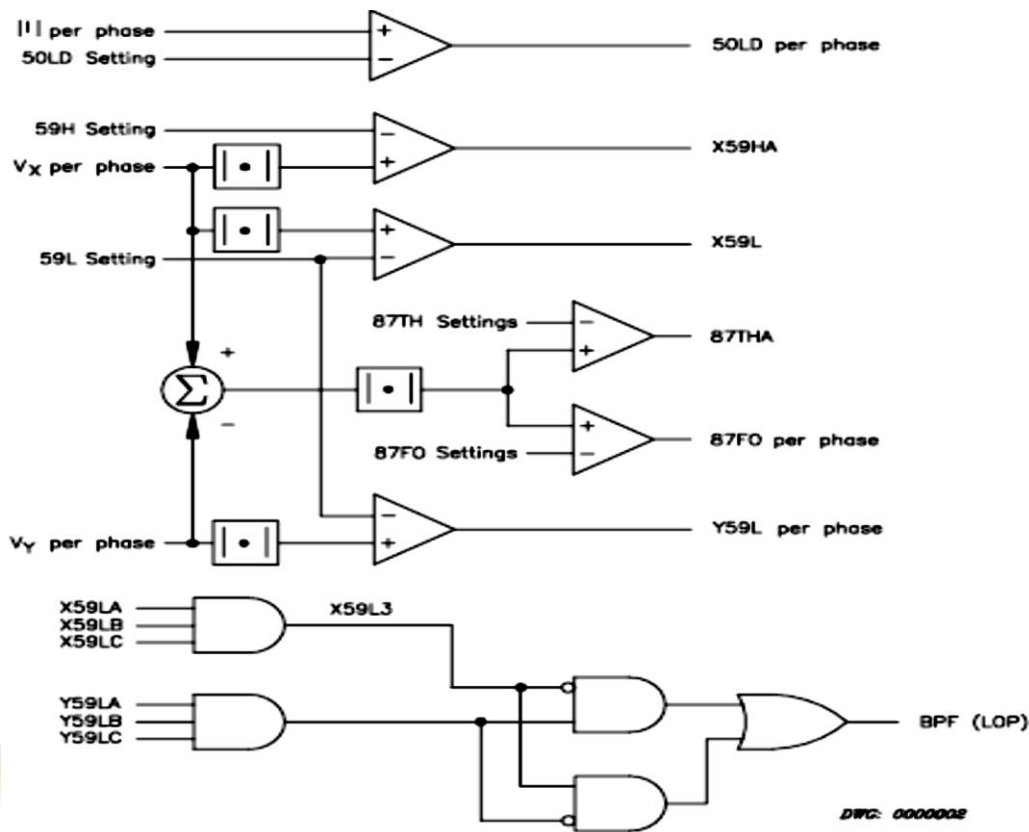 |I| per phase
50LD Setting
+
−
50LD per phase
59H Setting
VX per phase
−
+
X59HA
59L Setting
+
−
X59L
87TH Settings
−
+
87THA
+
Σ
−
87FO Settings
+
−
87FO per phase
VY per phase
−
+
Y59L per phase
X59LA
X59LB
X59LC
X59L3
Y59LA
Y59LB
Y59LC
BPF (LOP)
DWG: 0000002